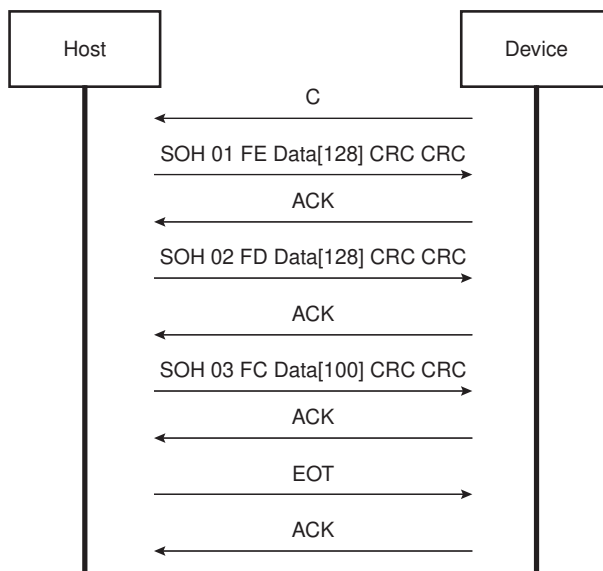 Host
Device
C
SOH 01 FE Data[128] CRC CRC
ACK
SOH 02 FD Data[128] CRC CRC
ACK
SOH 03 FC Data[100] CRC CRC
ACK
EOT
ACK